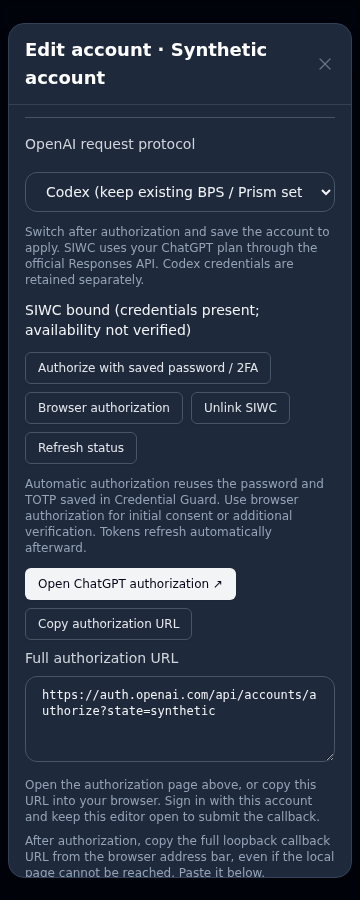 Edit account · Synthetic
account
OpenAI request protocol
Codex (keep existing BPS / Prism set
Switch after authorization and save the account to
apply. SIWC uses your ChatGPT plan through the
official Responses API. Codex credentials are
retained separately.
SIWC bound (credentials present;
availability not verified)
Authorize with saved password / 2FA
Browser authorization
Unlink SIWC
Refresh status
Automatic authorization reuses the password and
TOTP saved in Credential Guard. Use browser
authorization for initial consent or additional
verification. Tokens refresh automatically
afterward.
Open ChatGPT authorization ↗
Copy authorization URL
Full authorization URL
https://auth.openai.com/api/accounts/a
uthorize?state=synthetic
Open the authorization page above, or copy this
URL into your browser. Sign in with this account
and keep this editor open to submit the callback.
After authorization, copy the full loopback callback
URL from the browser address bar, even if the local
page cannot be reached. Paste it below.